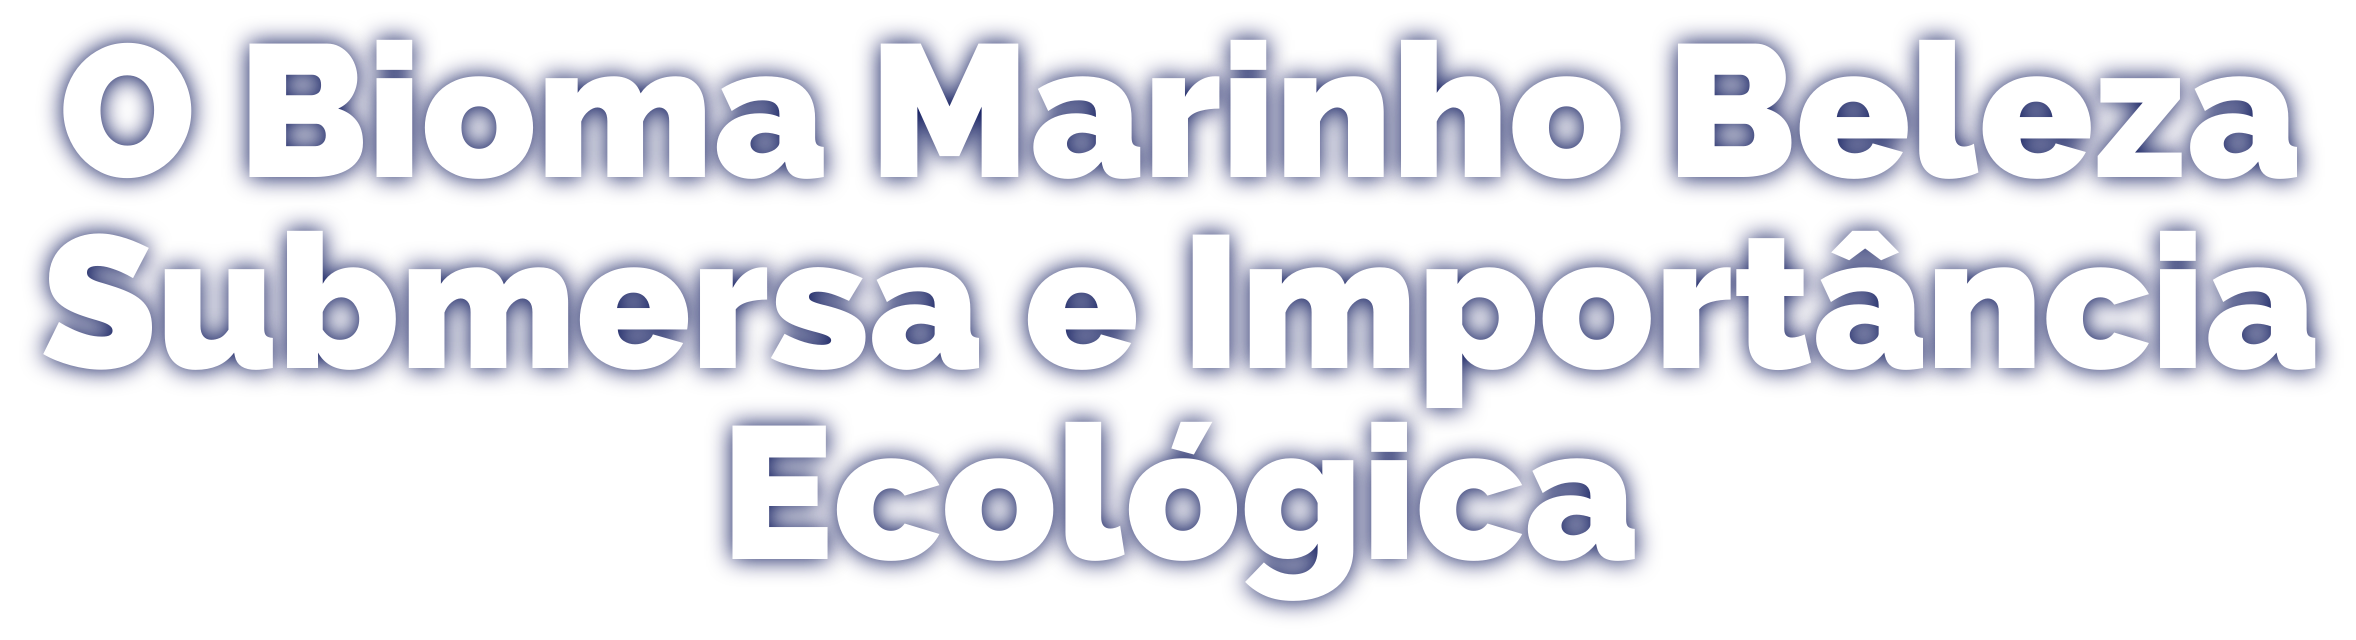 O Bioma Marinho Beleza
Submersa e Importância
Ecológica